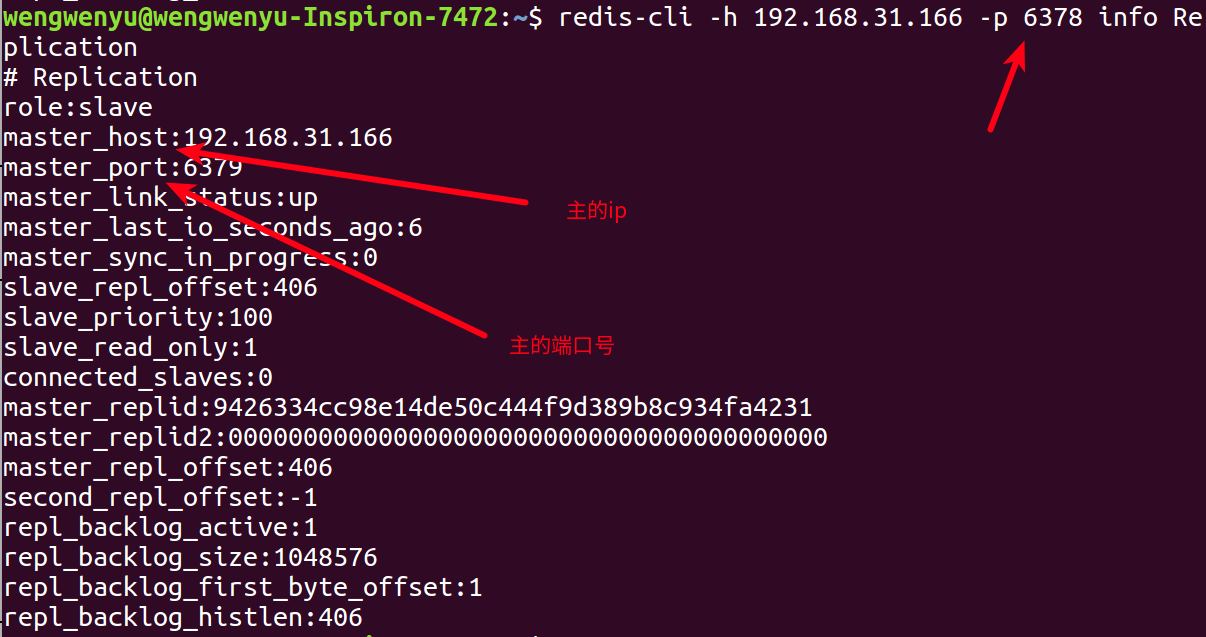 wengwenyu@wengwenyu-Inspiron-7472:~$ redis-cli -h 192.168.31.166 -p 6378 info Re
plication
# Replication
role:slave
master_host:192.168.31.166
master_port:6379
master_link_status:up
主的ip
master_last_io_seconds_ago:6
master_sync_in_progress:0
slave_repl_offset:406
slave_priority:100
slave_read_only:1
主的端口号
connected_slaves:0
master_replid:9426334cc98e14de50c444f9d389b8c934fa4231
master_replid2:0000000000000000000000000000000000000000
master_repl_offset:406
second_repl_offset:-1
repl_backlog_active:1
repl_backlog_size:1048576
repl_backlog_first_byte_offset:1
repl_backlog_histlen:406